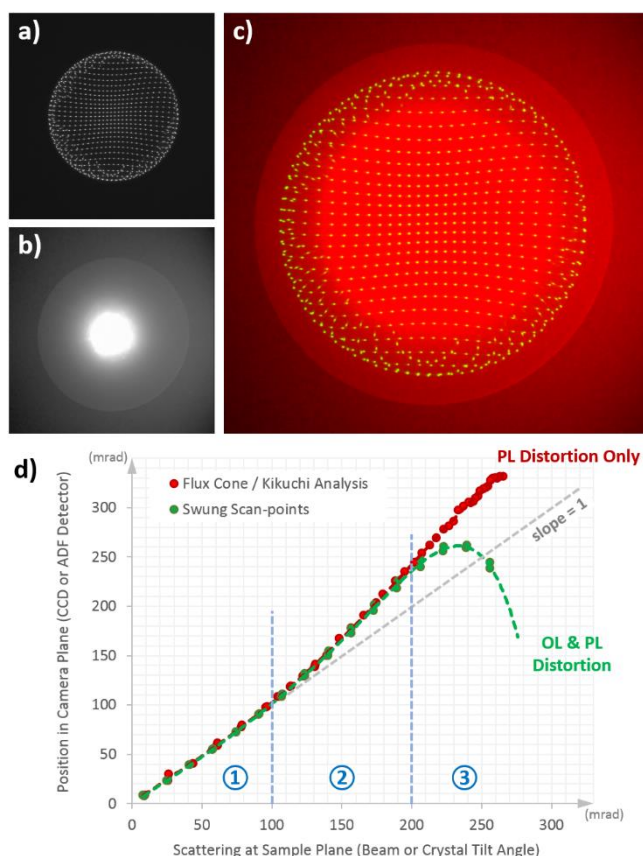 a)
c)
b)
d)
(mrad)
PL Distortion Only
Flux Cone / Kikuchi Analysis
Swung Scan-points
slope = 1
OL & PL
Distortion
Position in Camera Plane (CCD or ADF Detector)
350
300
250
200
150
100
50
0
1
2
3
0
50
100
150
200
250
300
(mrad)
Scattering at Sample Plane (Beam or Crystal Tilt Angle)